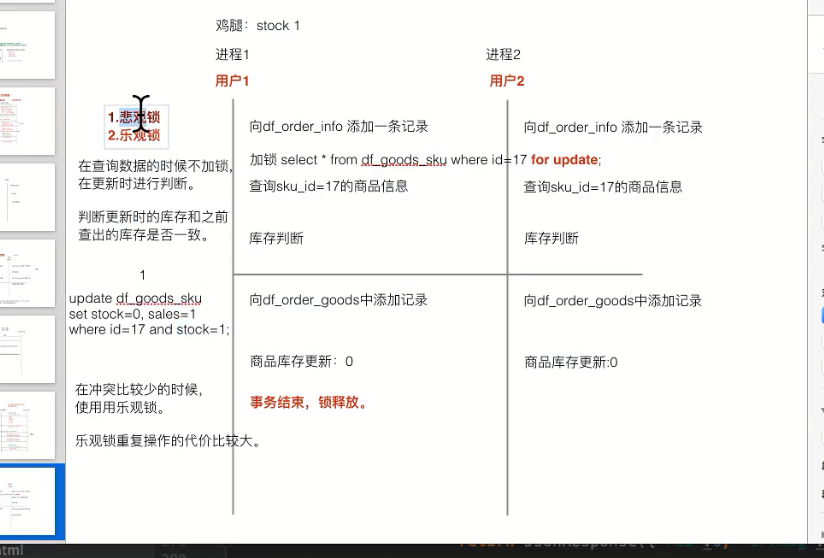 鸡腿：stock 1
进程1
进程2
用户1
用户2
1.悲观锁
2.乐观锁
在查询数据的时候不加锁，
在更新时进行判断。
判断更新时的库存和之前
查出的库存是否一致。
1
update df_goods_sku
set stock=0, sales=1
where id=17 and stock=1;
在冲突比较少的时候，
使用用乐观锁。
乐观锁重复操作的代价比较大。
向df_order_info 添加一条记录
加锁 select * from df_goods_sku where id=17 for update;
查询sku_id=17的商品信息
库存判断
向df_order_goods中添加记录
商品库存更新：0
事务结束，锁释放。
向df_order_info 添加一条记录
查询sku_id=17的商品信息
库存判断
向df_order_goods中添加记录
商品库存更新:0
html